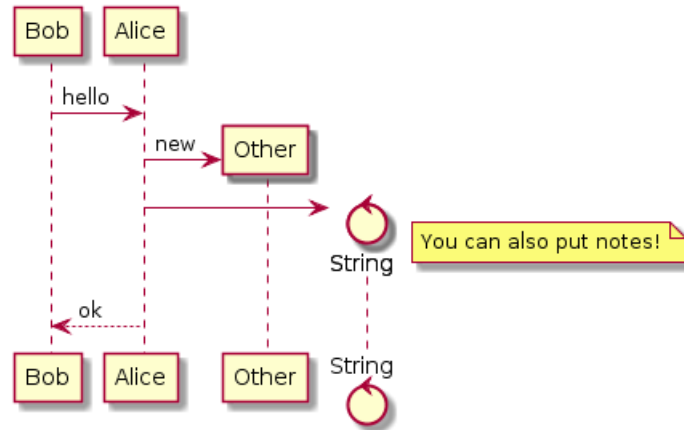 Bob Alice
hello
new
Other
You can also put notes!
String
ok
String
Bob Alice Other